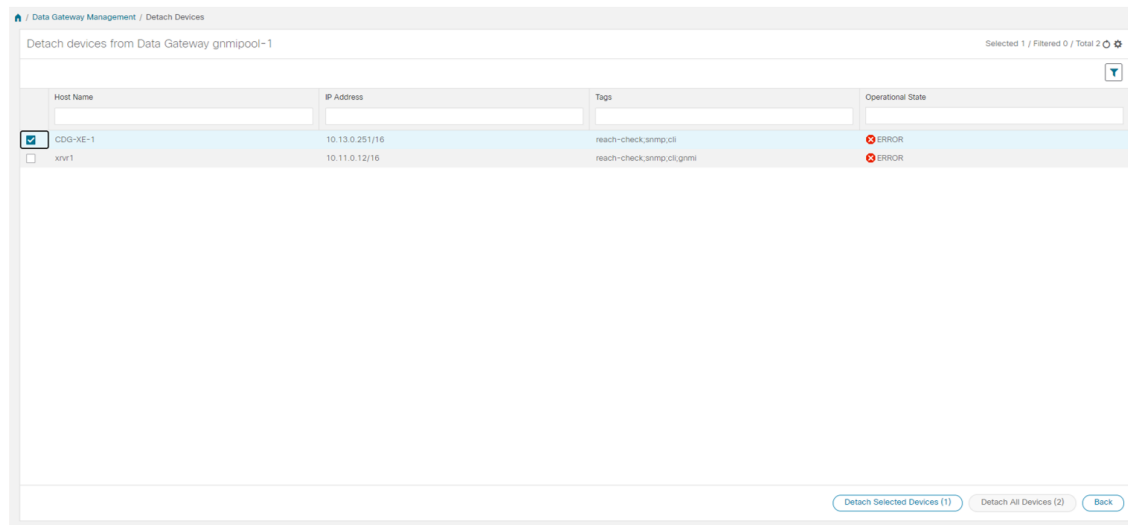 / Data Gateway Management / Detach Devices
Detach devices from Data Gateway gnmipool-1
Selected 1 / Filtered 0 / Total 2
Host Name IP Address Tags Operational State
CDG-XE-1 10.13.0.251/16 reach-check;snmp;cli ERROR
xrvr1 10.11.0.12/16 reach-check;snmp;cli;gnmi ERROR
Detach Selected Devices (1) Detach All Devices (2) Back